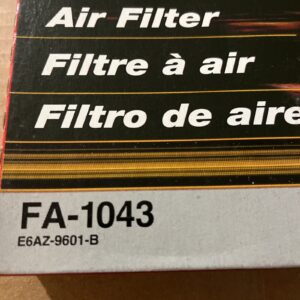 Air Filter
Filtre à air
Filtro de aire
FA-1043
E6AZ-9601-B